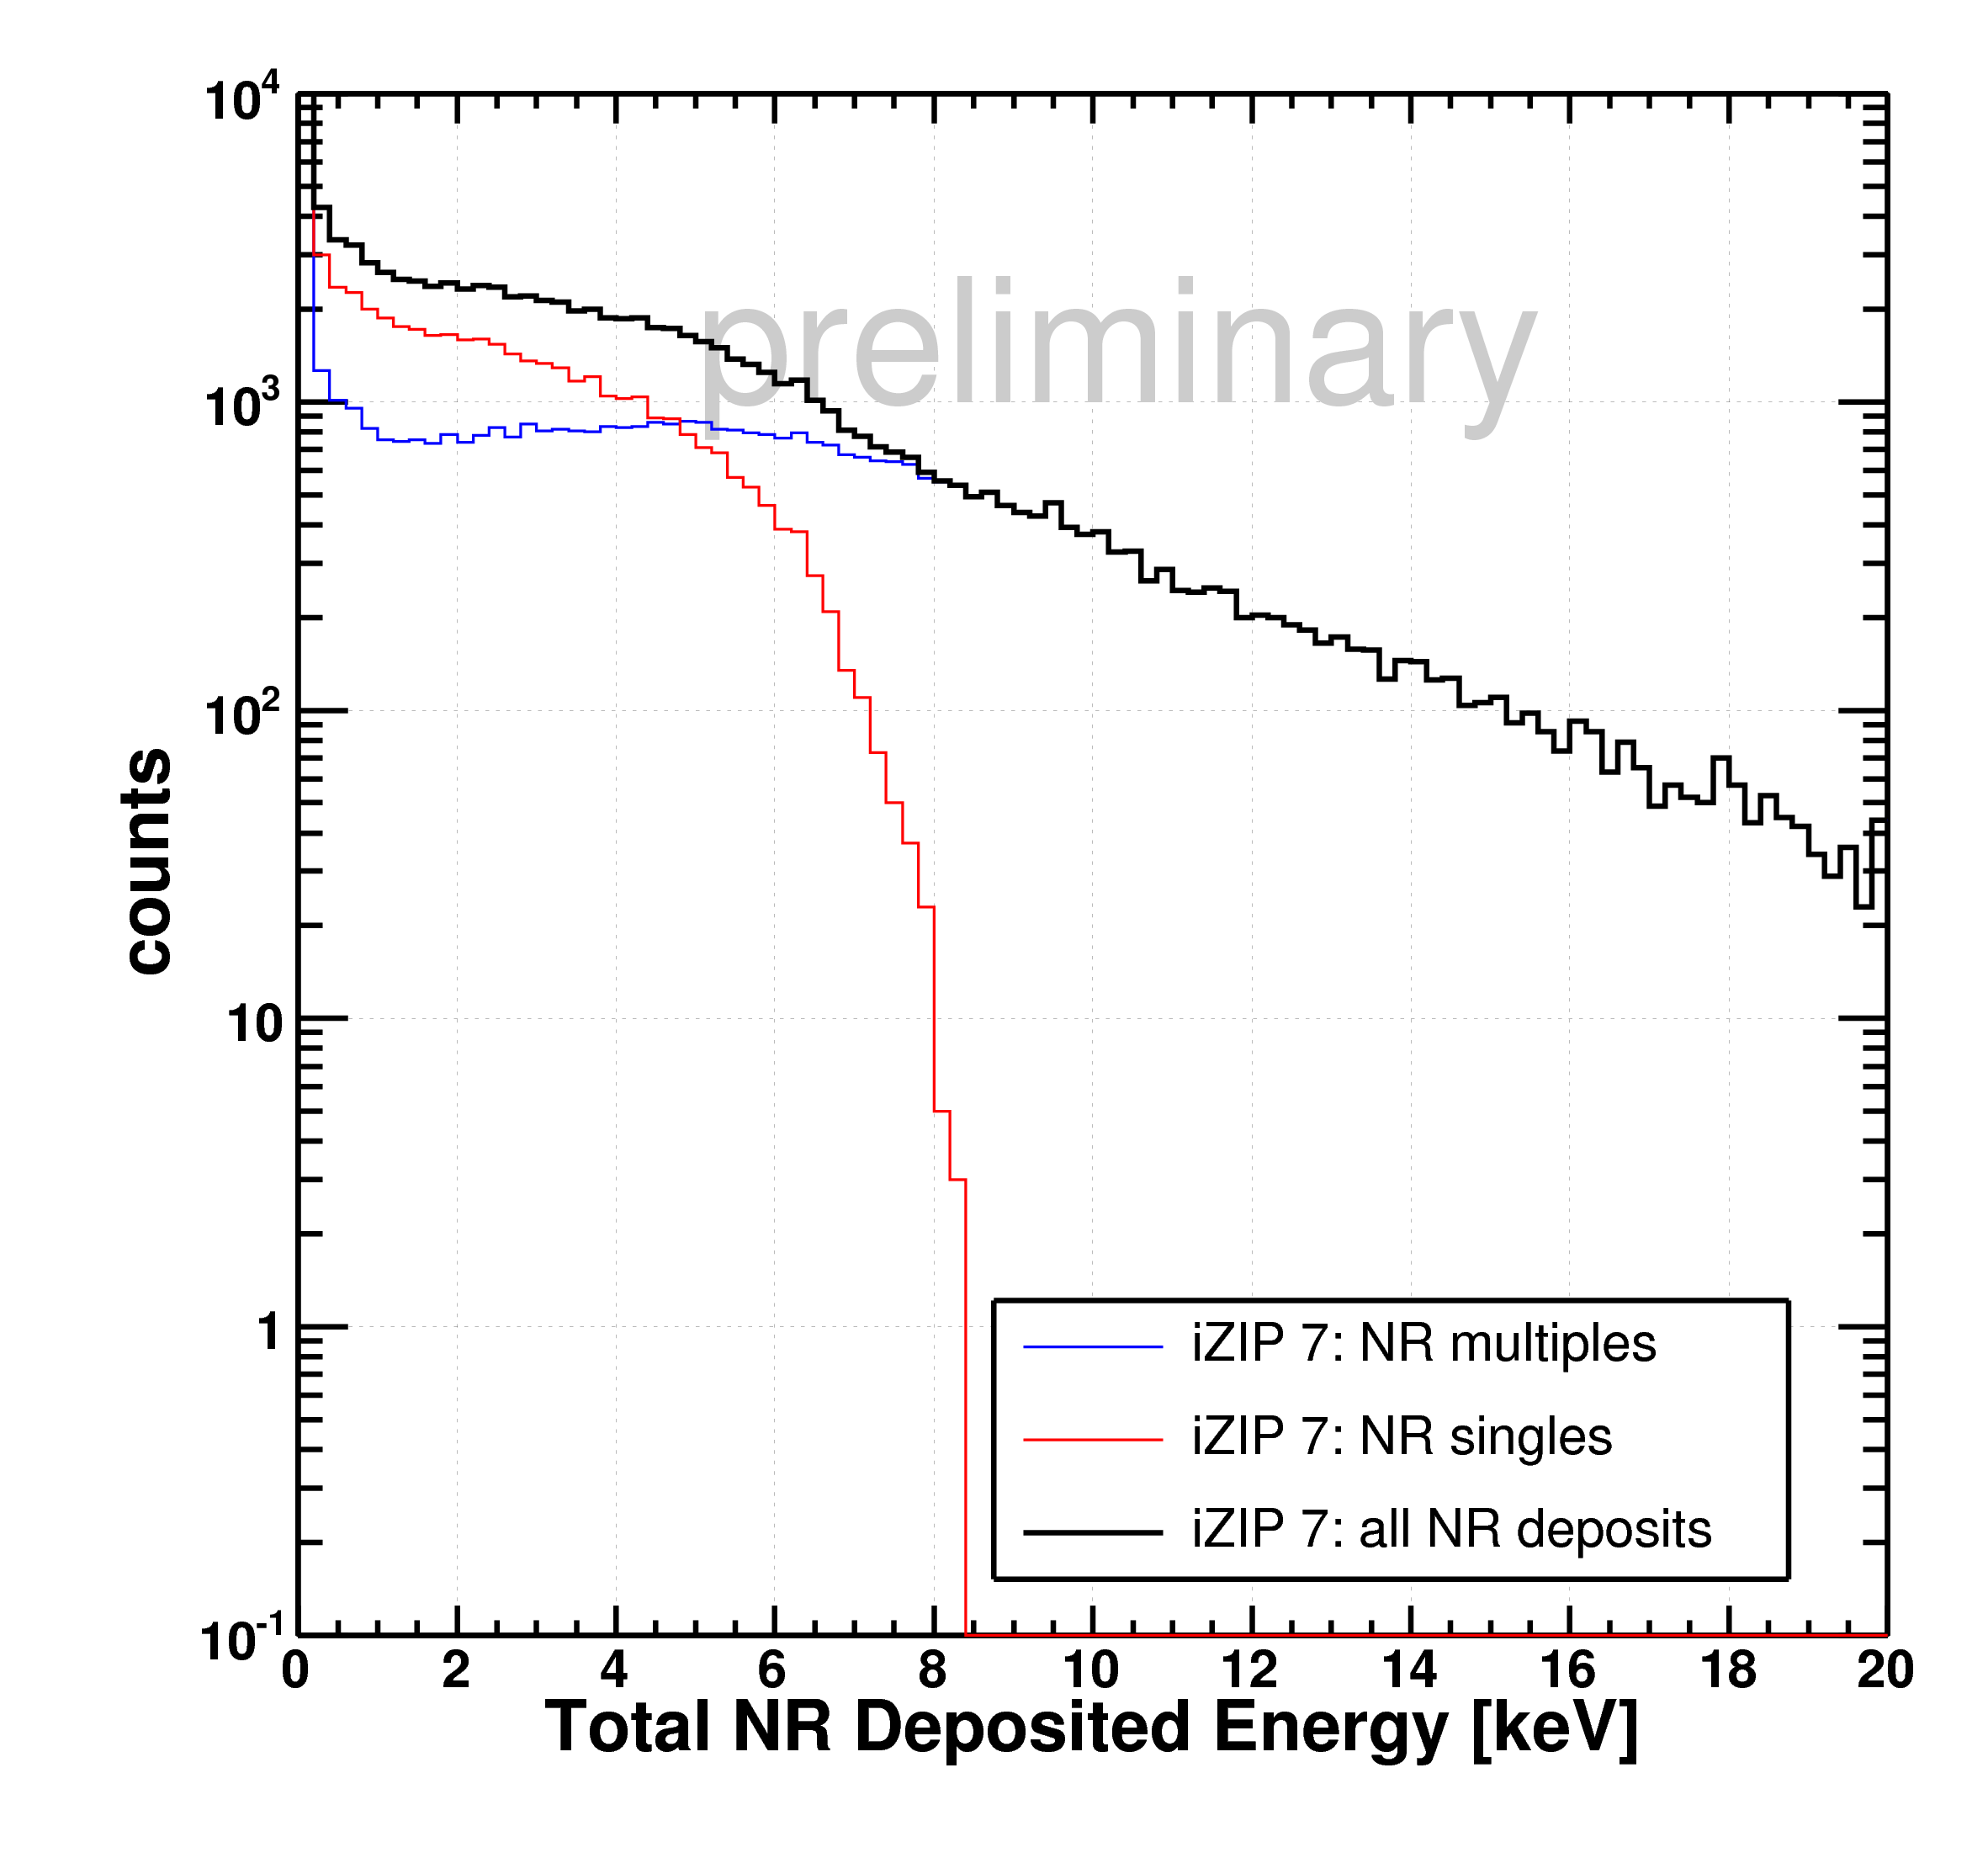 10^4
preliminary
10^3
10^2
counts
10
1
iZIP 7: NR multiples
iZIP 7: NR singles
iZIP 7: all NR deposits
10^-1
0 2 4 6 8 10 12 14 16 18 20
Total NR Deposited Energy [keV]